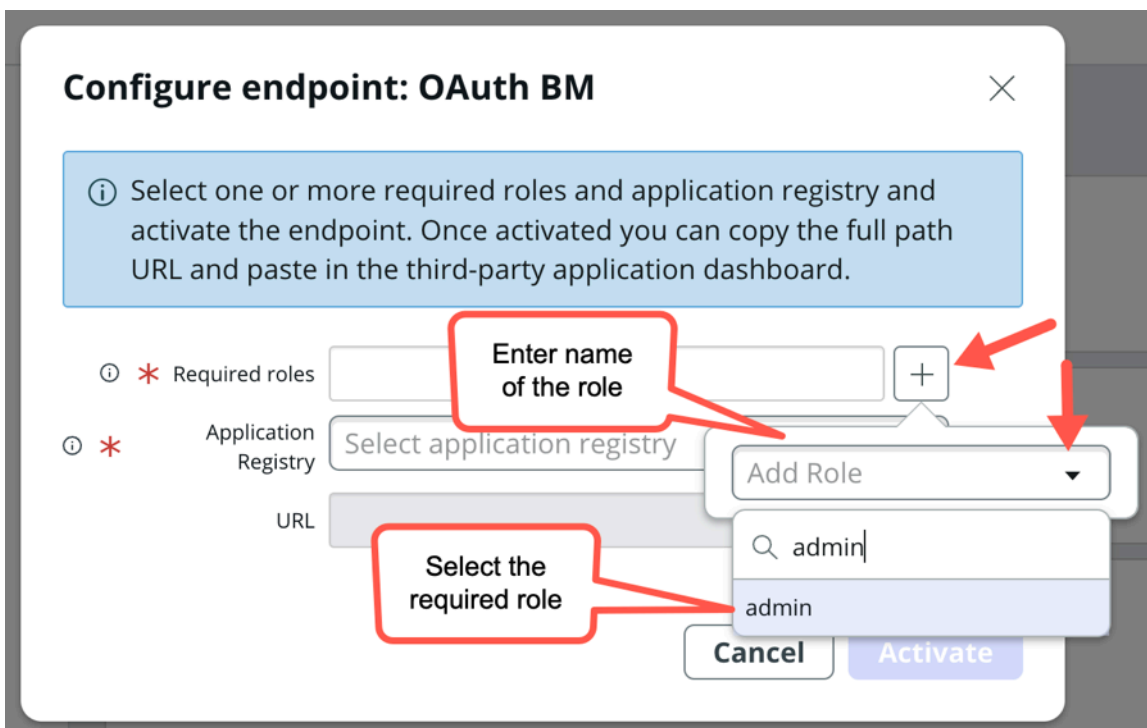 Configure endpoint: OAuth BM
Select one or more required roles and application registry and
activate the endpoint. Once activated you can copy the full path
URL and paste in the third-party application dashboard.
Enter name
of the role
* Required roles
+
* Application
Registry
Select application registry
Add Role
URL
admin
Select the
required role
admin
Cancel
Activate